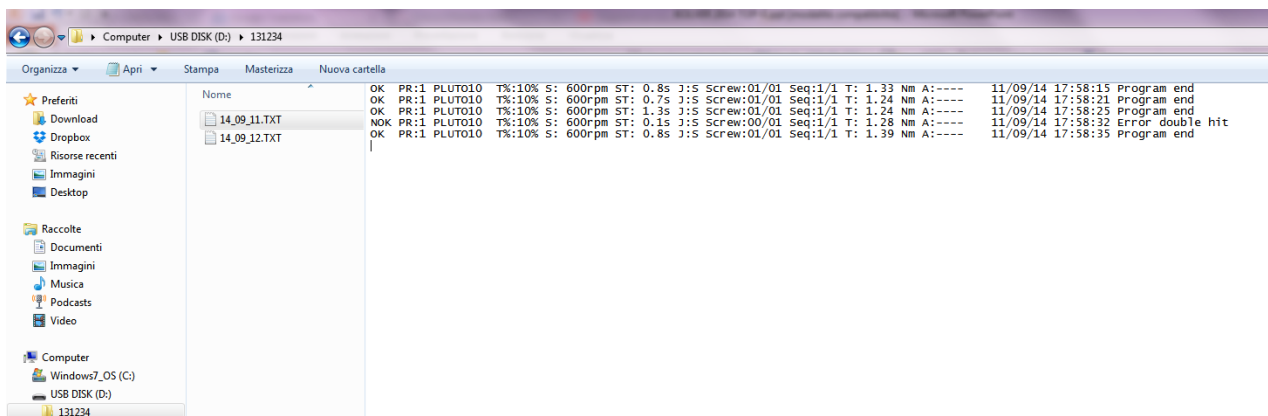 Computer ▸ USB DISK (D:) ▸ 131234
Organizza Apri Stampa Masterizza Nuova cartella
Preferiti
Download
Dropbox
Risorse recenti
Immagini
Desktop
Raccolte
Documenti
Immagini
Musica
Podcasts
Video
Computer
Windows7_OS (C:)
USB DISK (D:)
131234
Nome
14_09_11.TXT
14_09_12.TXT
OK PR:1 PLUTO10 T%:10% S: 600rpm ST: 0.8s J:S Screw:01/01 Seq:1/1 T: 1.33 Nm A:---- 11/09/14 17:58:15 Program end
OK PR:1 PLUTO10 T%:10% S: 600rpm ST: 0.7s J:S Screw:01/01 Seq:1/1 T: 1.24 Nm A:---- 11/09/14 17:58:21 Program end
OK PR:1 PLUTO10 T%:10% S: 600rpm ST: 1.3s J:S Screw:01/01 Seq:1/1 T: 1.24 Nm A:---- 11/09/14 17:58:25 Program end
NOK PR:1 PLUTO10 T%:10% S: 600rpm ST: 0.1s J:S Screw:00/01 Seq:1/1 T: 1.28 Nm A:---- 11/09/14 17:58:32 Error double hit
OK PR:1 PLUTO10 T%:10% S: 600rpm ST: 0.8s J:S Screw:01/01 Seq:1/1 T: 1.39 Nm A:---- 11/09/14 17:58:35 Program end